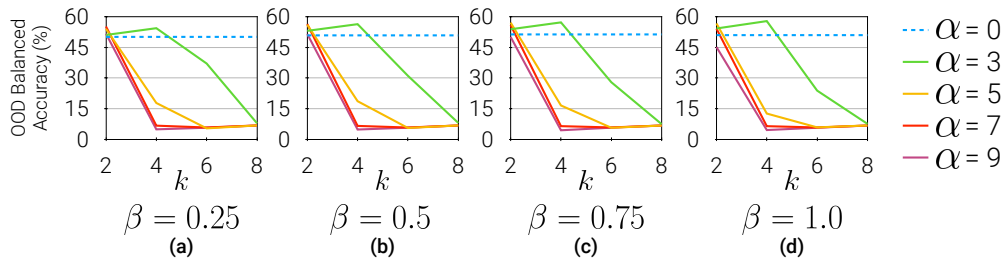 OOD Balanced
Accuracy (%)
60
45
30
15
0
2 4 6 8
k
β = 0.25
(a)
60
45
30
15
0
2 4 6 8
k
β = 0.5
(b)
60
45
30
15
0
2 4 6 8
k
β = 0.75
(c)
60
45
30
15
0
2 4 6 8
k
β = 1.0
(d)
α = 0
α = 3
α = 5
α = 7
α = 9